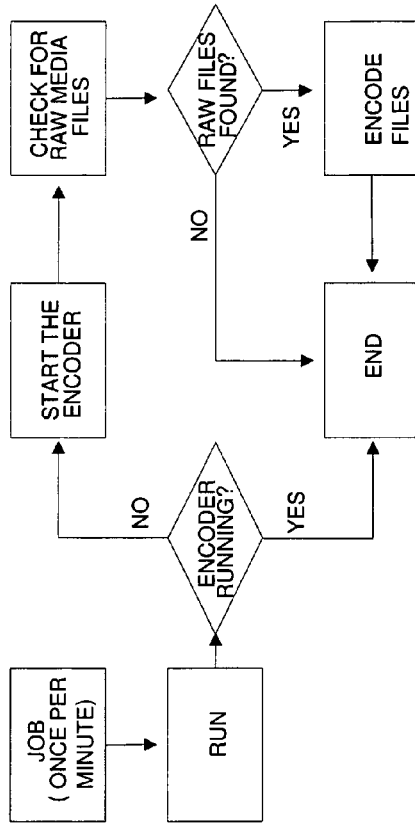 JOB
( ONCE PER
MINUTE)
RUN
ENCODER
RUNNING?
NO
YES
START THE
ENCODER
CHECK FOR
RAW MEDIA
FILES
RAW FILES
FOUND?
NO
YES
ENCODE
FILES
END